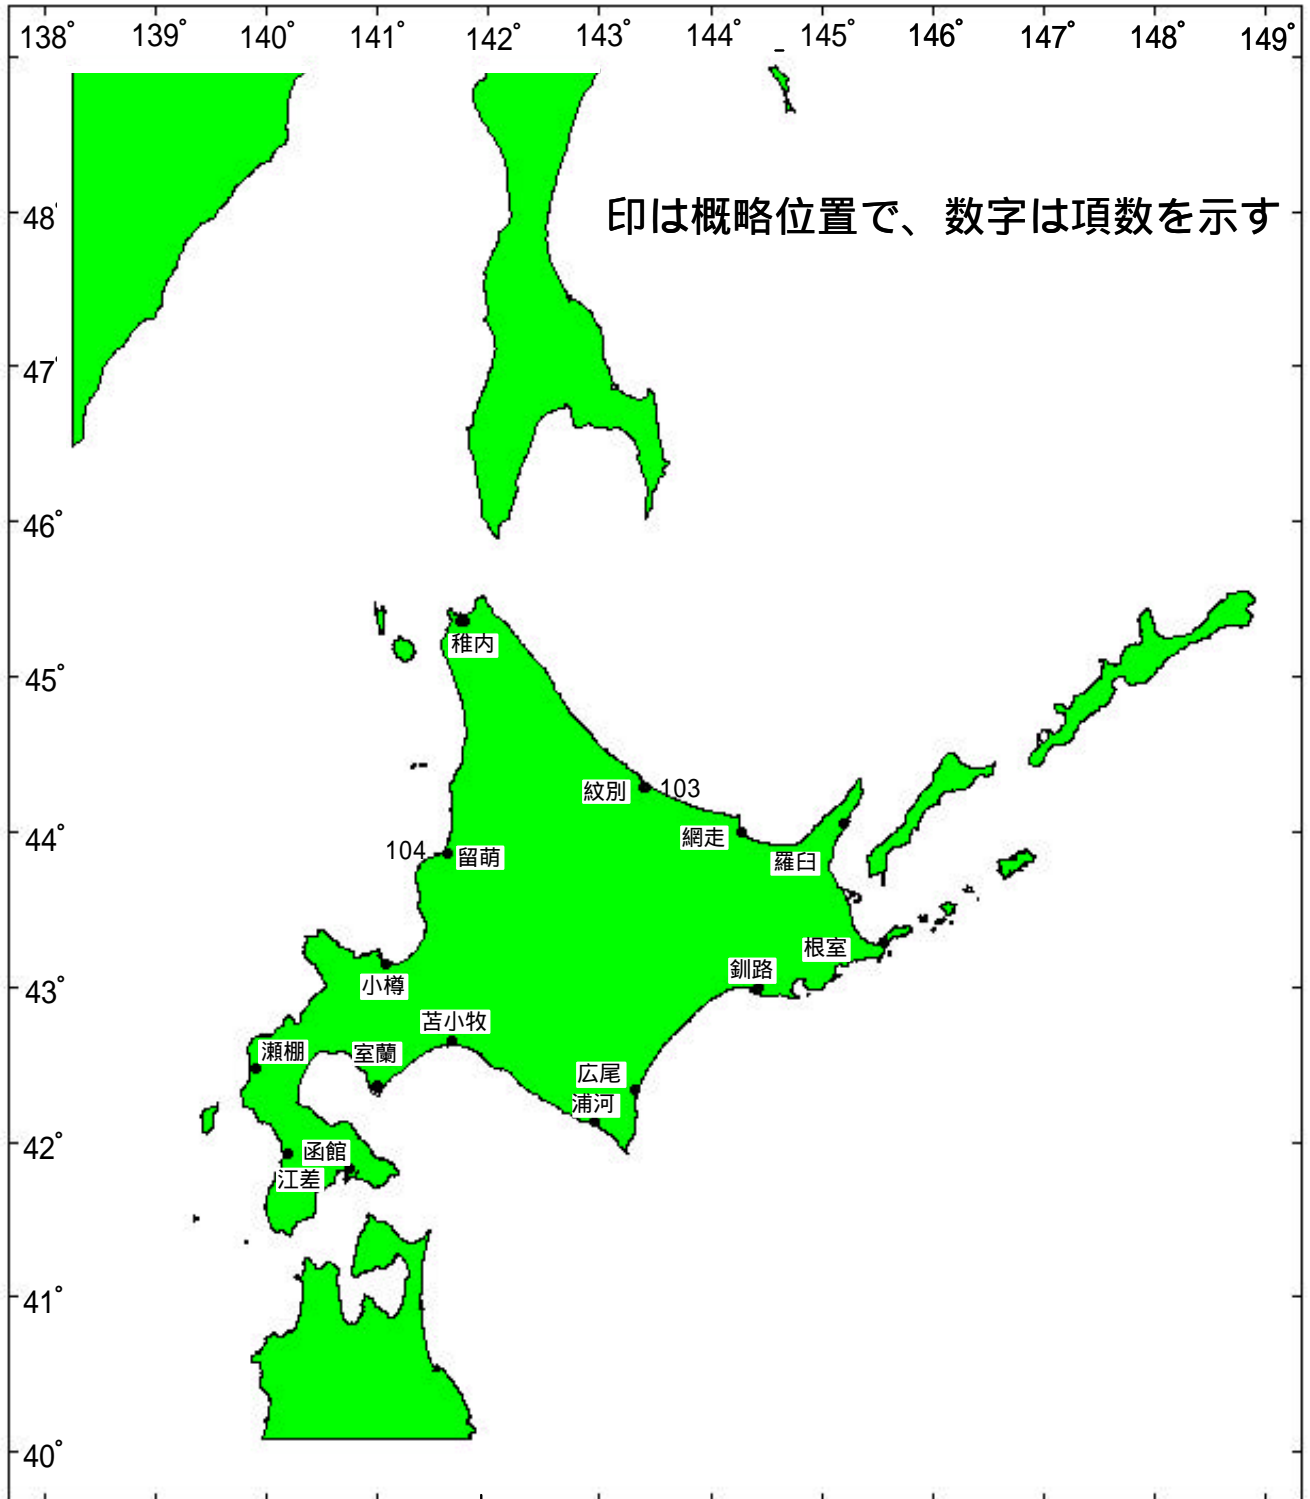 138° 139° 140° 141° 142° 143° 144° 145° 146° 147° 148° 149°
48'
印は概略位置で、数字は項数を示す
47'
46°
稚内
45°
紋別 103
網走
44°
104 留萌
羅臼
根室
釧路
43°
小樽
苫小牧
瀬棚 室蘭
広尾
浦河
42°
函館
江差
41°
40°